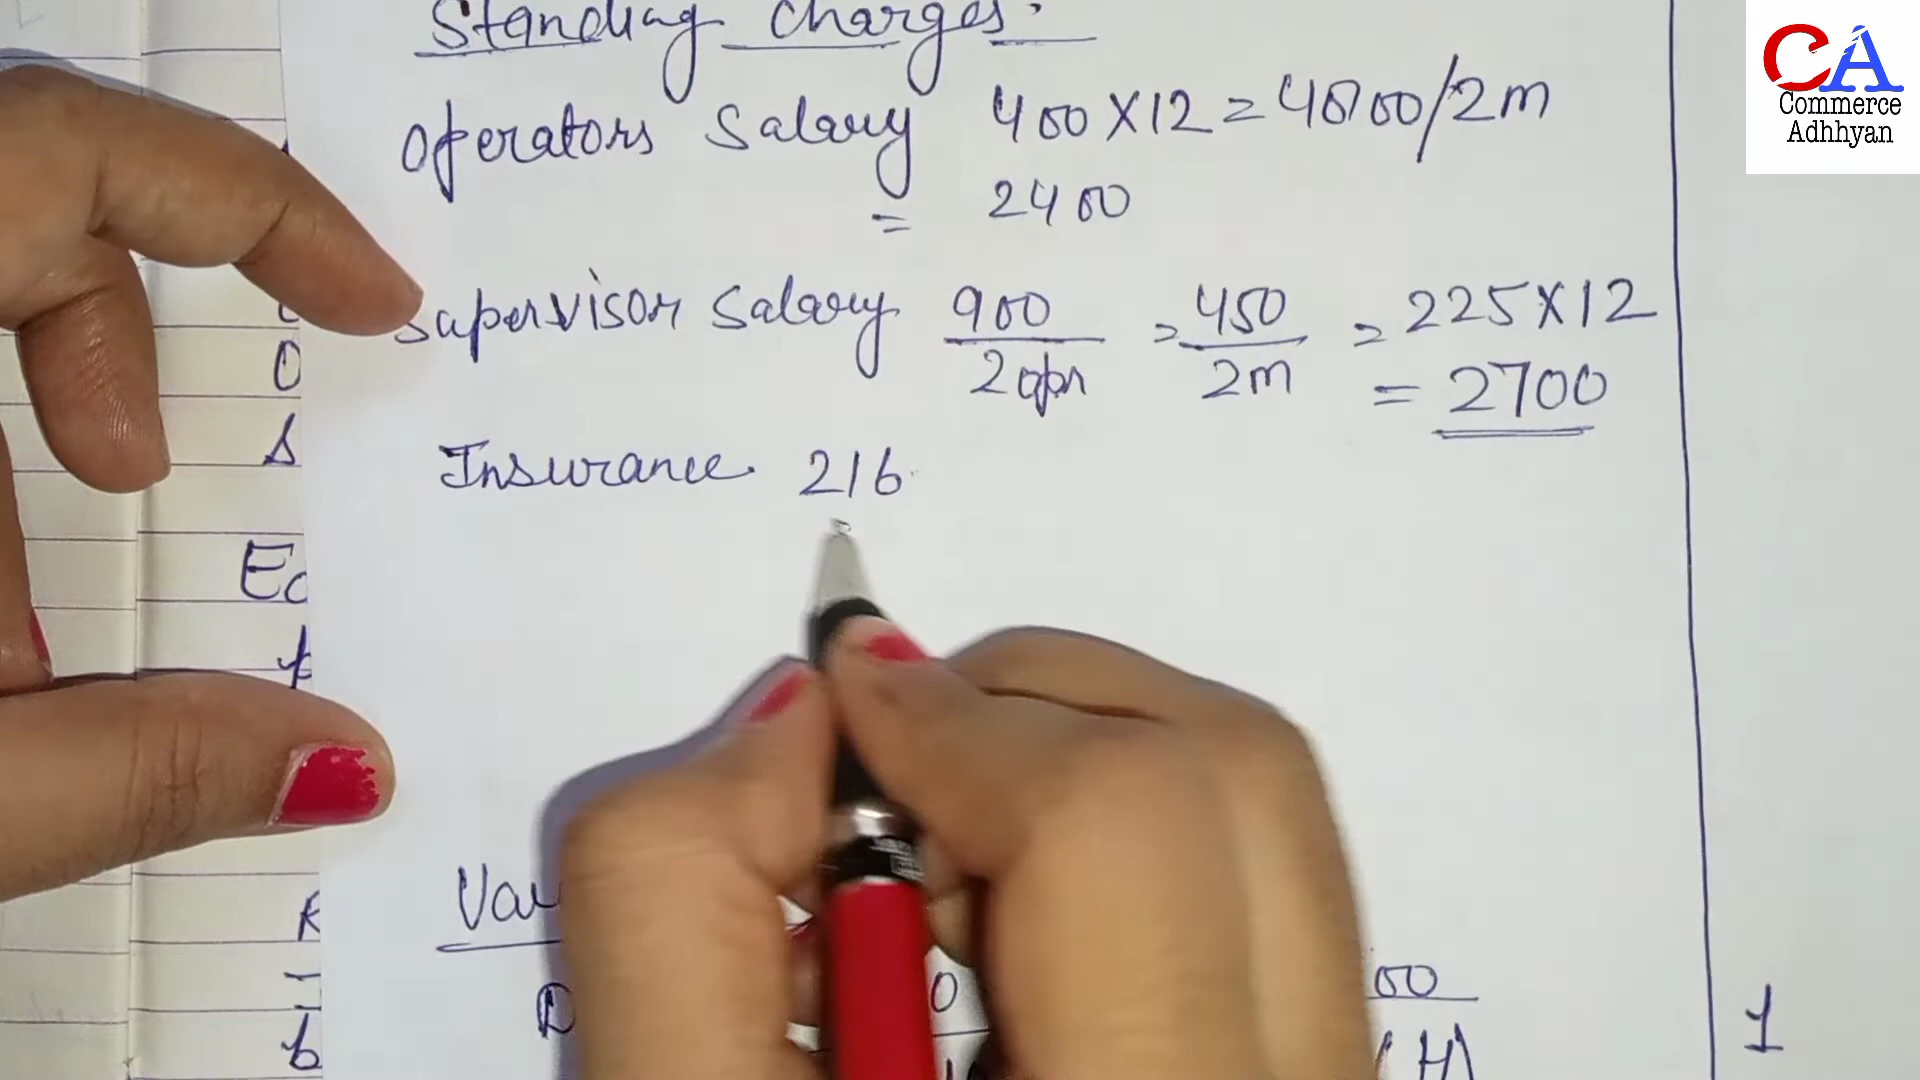 Standing Charges.
CA
Commerce
Adhhyan
Operators Salary 400 X 12 = 4800/2m
= 2400
Supervisor Salary 900/2opr = 450/2m = 225 X 12
= 2700
Insurance 216
O
S
1